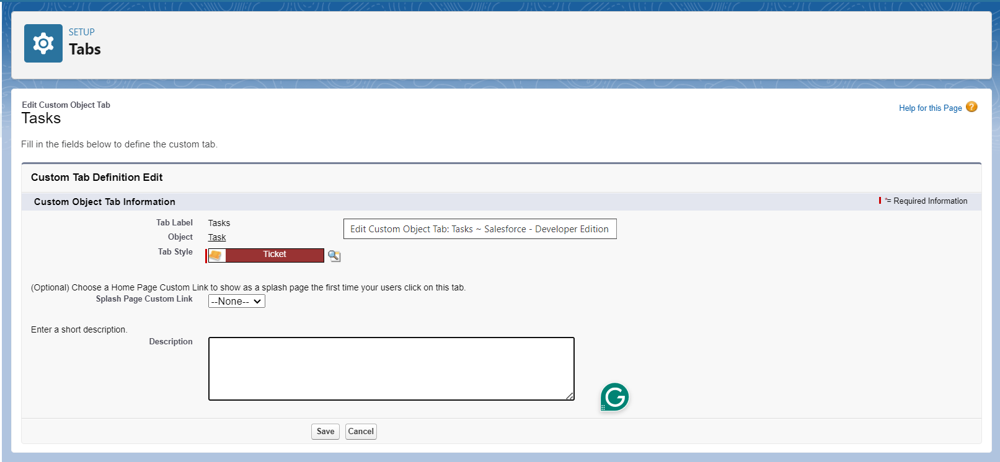 SETUP
Tabs
Edit Custom Object Tab
Tasks
Help for this Page ?
Fill in the fields below to define the custom tab.
Custom Tab Definition Edit
Custom Object Tab Information
*= Required Information
Tab Label Tasks
Object Task
Tab Style Ticket
Edit Custom Object Tab: Tasks ~ Salesforce - Developer Edition
(Optional) Choose a Home Page Custom Link to show as a splash page the first time your users click on this tab.
Splash Page Custom Link --None--
Enter a short description.
Description
G
Save Cancel